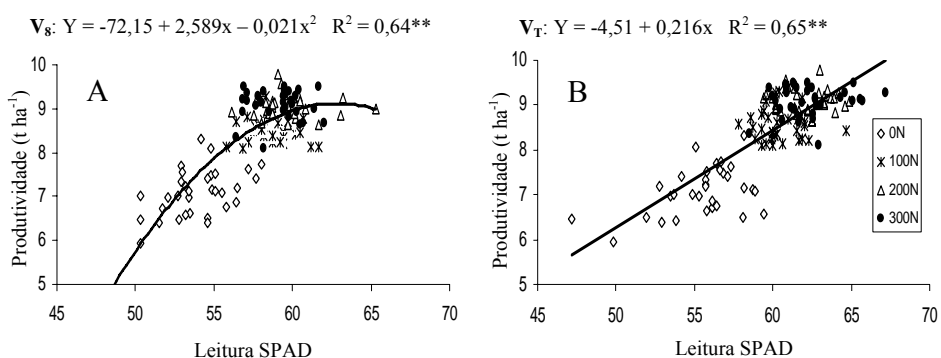 V8: Y = -72,15 + 2,589x – 0,021x² R² = 0,64**
VT: Y = -4,51 + 0,216x R² = 0,65**
A
Produtividade (t ha-1)
10
9
8
7
6
5
45 50 55 60 65 70
Leitura SPAD
B
Produtividade (t ha-1)
10
9
8
7
6
5
45 50 55 60 65 70
Leitura SPAD
0N
100N
200N
300N